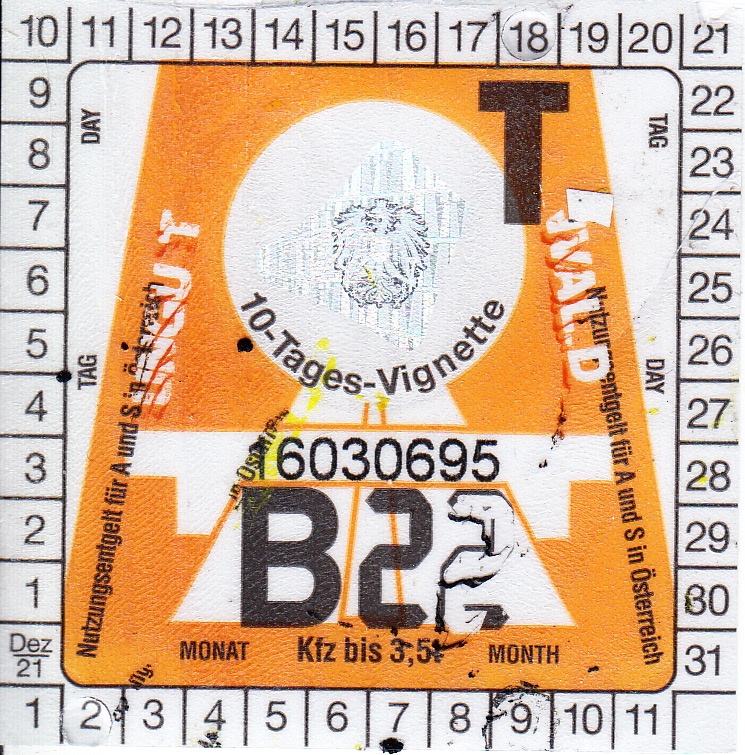 10 11 12 13 14 15 16 17 18 19 20 21
9 22
8 23
7 24
6 25
5 26
4 27
3 28
2 29
1 30
Dez 21 31
1 2 3 4 5 6 7 8 9 10 11
DAY
TAG
T
TAG
DAY
10-Tages-Vignette
Nutzungsentgelt für A und S in Österreich
Nutzungsentgelt für A und S in Österreich
16030695
B22
MONAT Kfz bis 3,5t MONTH